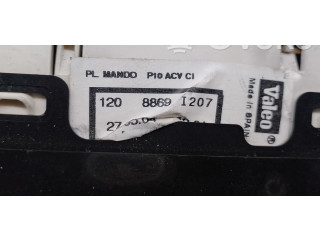 PL. MANDO P10 ACV CI
120 8869 I207
Valeo
Made in SPAIN